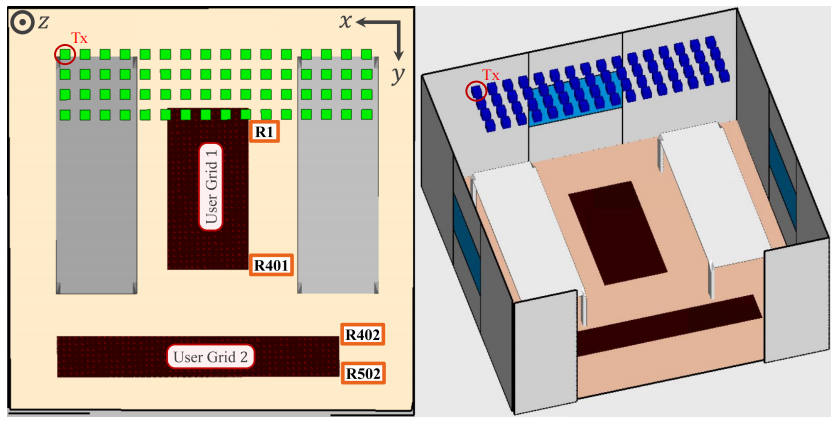 z
x
y
Tx
R1
User Grid 1
R401
R402
User Grid 2
R502
Tx